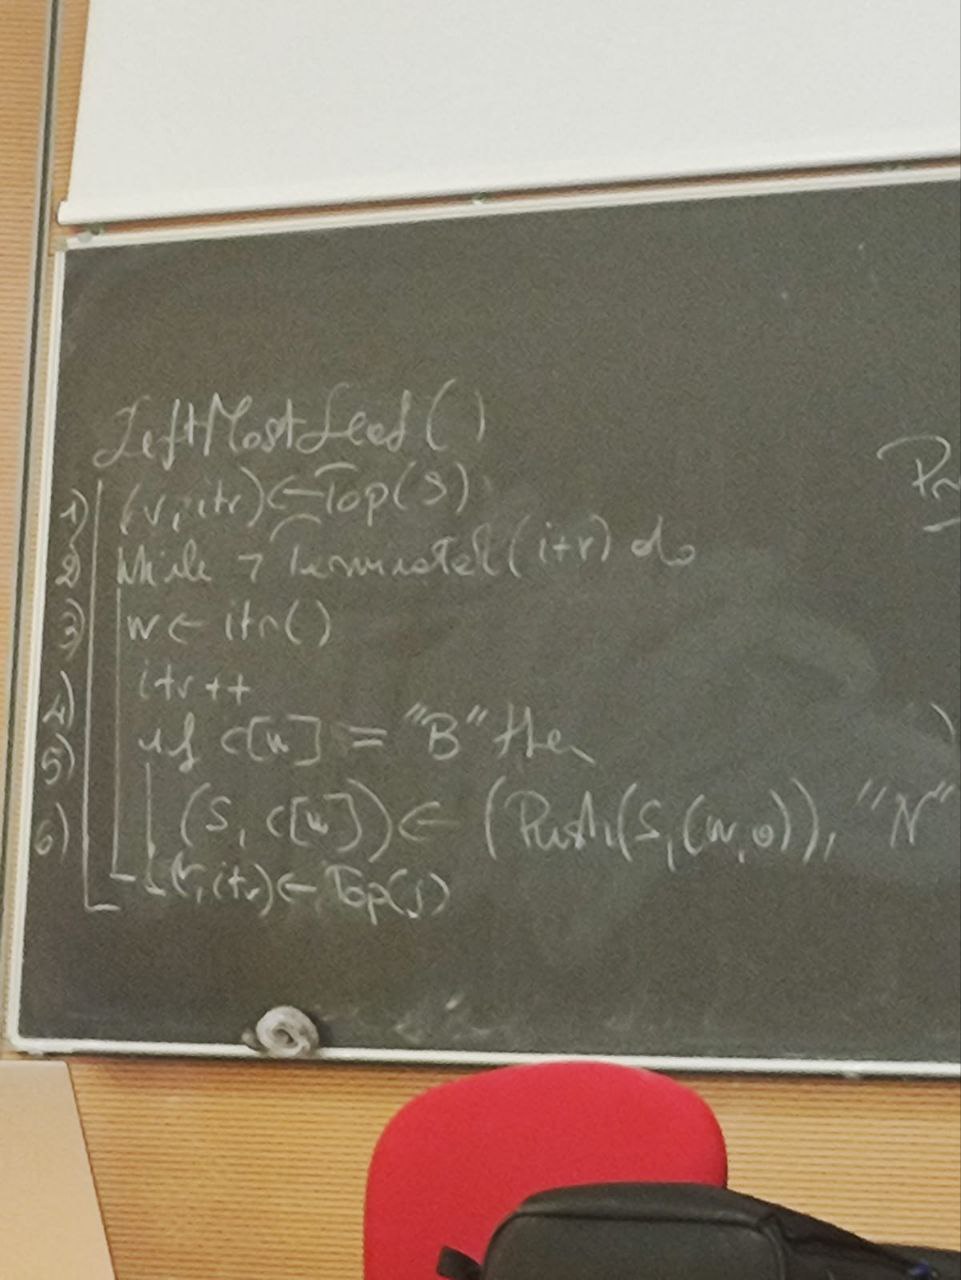 LeftMostLeaf()
1) (v, itr) ← Top(S)
2) While ¬ Terminated(itr) do
3) w ← itr()
itr++
4) if c[w] = "B" then
5) (S, c[w]) ← (Push(S,(w,0)), "N"
6) (v, itr) ← Top(S)
)